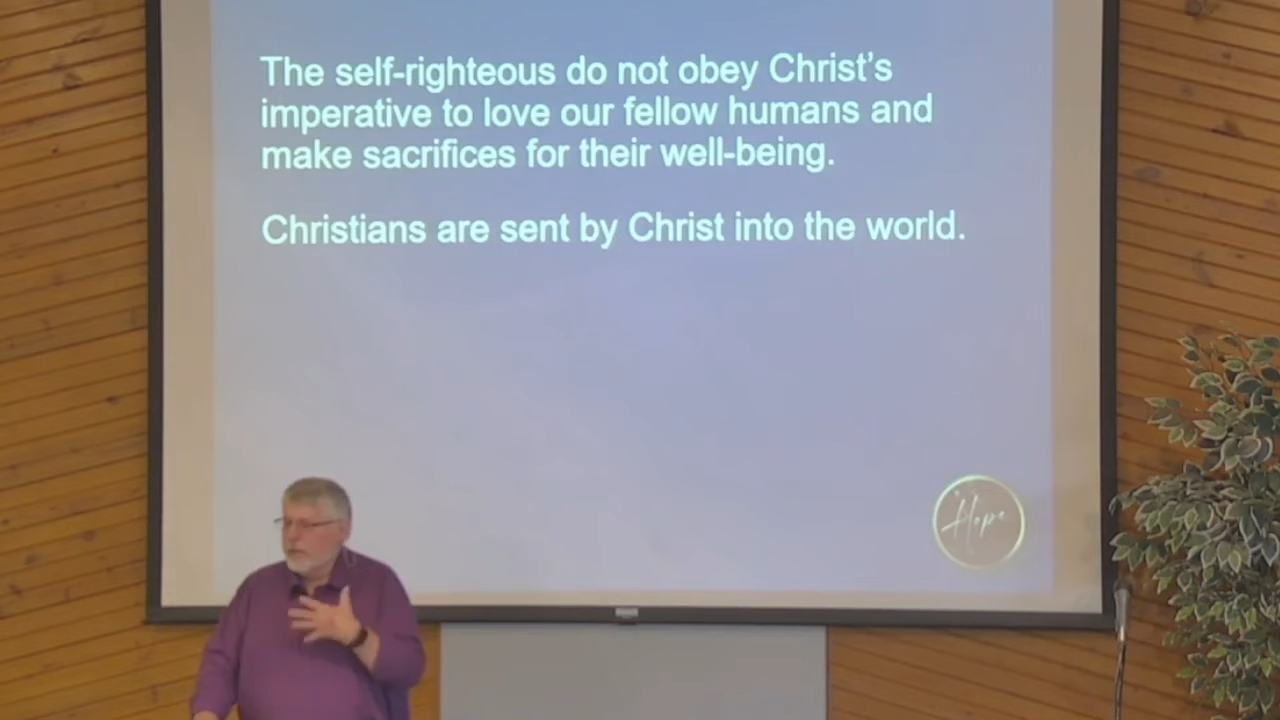 The self-righteous do not obey Christ’s
imperative to love our fellow humans and
make sacrifices for their well-being.
Christians are sent by Christ into the world.
Hope